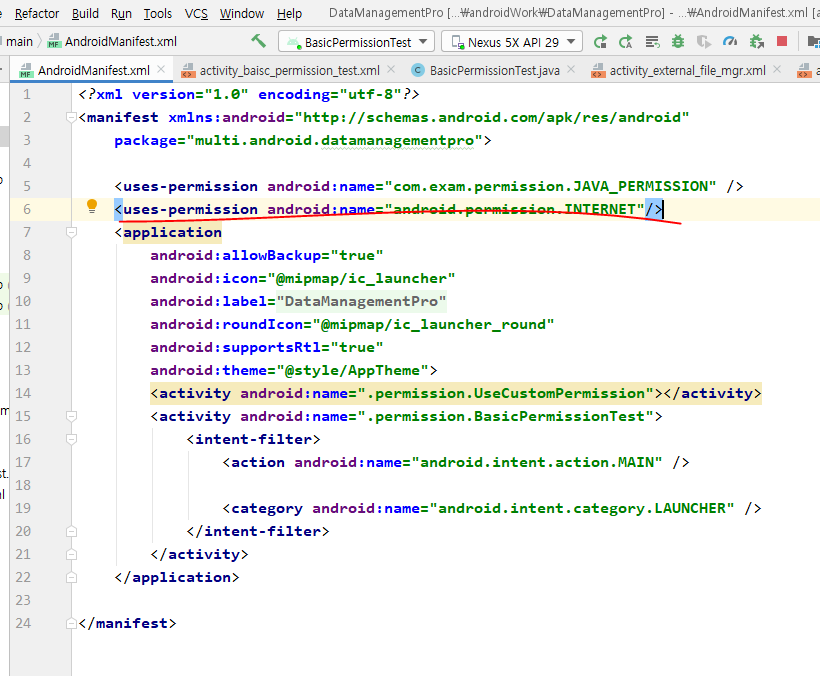 Refactor Build Run Tools VCS Window Help DataManagementPro [...₩androidWork₩DataManagementPro] - ...₩AndroidManifest.xml [a
main AndroidManifest.xml BasicPermissionTest Nexus 5X API 29
AndroidManifest.xml activity_baisc_permission_test.xml BasicPermissionTest.java activity_external_file_mgr.xml a
1 <?xml version="1.0" encoding="utf-8"?>
2 <manifest xmlns:android="http://schemas.android.com/apk/res/android"
3 package="multi.android.datamanagementpro">
4
5 <uses-permission android:name="com.exam.permission.JAVA_PERMISSION" />
6 <uses-permission android:name="android.permission.INTERNET"/>
7 <application
8 android:allowBackup="true"
9 android:icon="@mipmap/ic_launcher"
10 android:label="DataManagementPro"
11 android:roundIcon="@mipmap/ic_launcher_round"
12 android:supportsRtl="true"
13 android:theme="@style/AppTheme">
14 <activity android:name=".permission.UseCustomPermission"></activity>
15 <activity android:name=".permission.BasicPermissionTest">
16 <intent-filter>
17 <action android:name="android.intent.action.MAIN" />
18
19 <category android:name="android.intent.category.LAUNCHER" />
20 </intent-filter>
21 </activity>
22 </application>
23
24 </manifest>